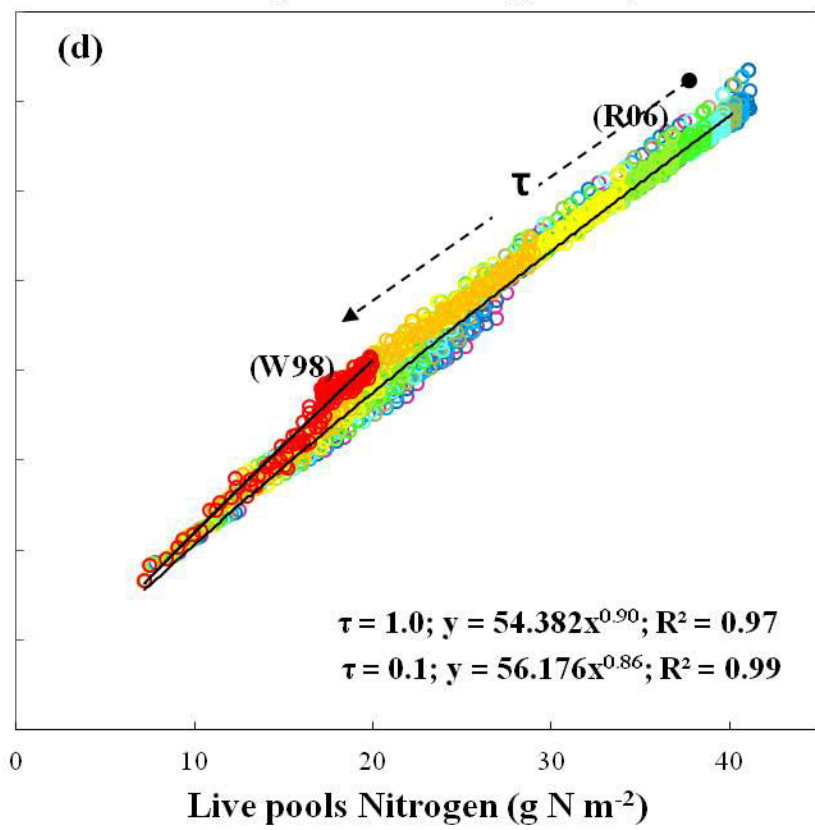 (d)
(R06)
τ
(W98)
τ = 1.0; y = 54.382x^0.90; R² = 0.97
τ = 0.1; y = 56.176x^0.86; R² = 0.99
0 10 20 30 40
Live pools Nitrogen (g N m⁻²)